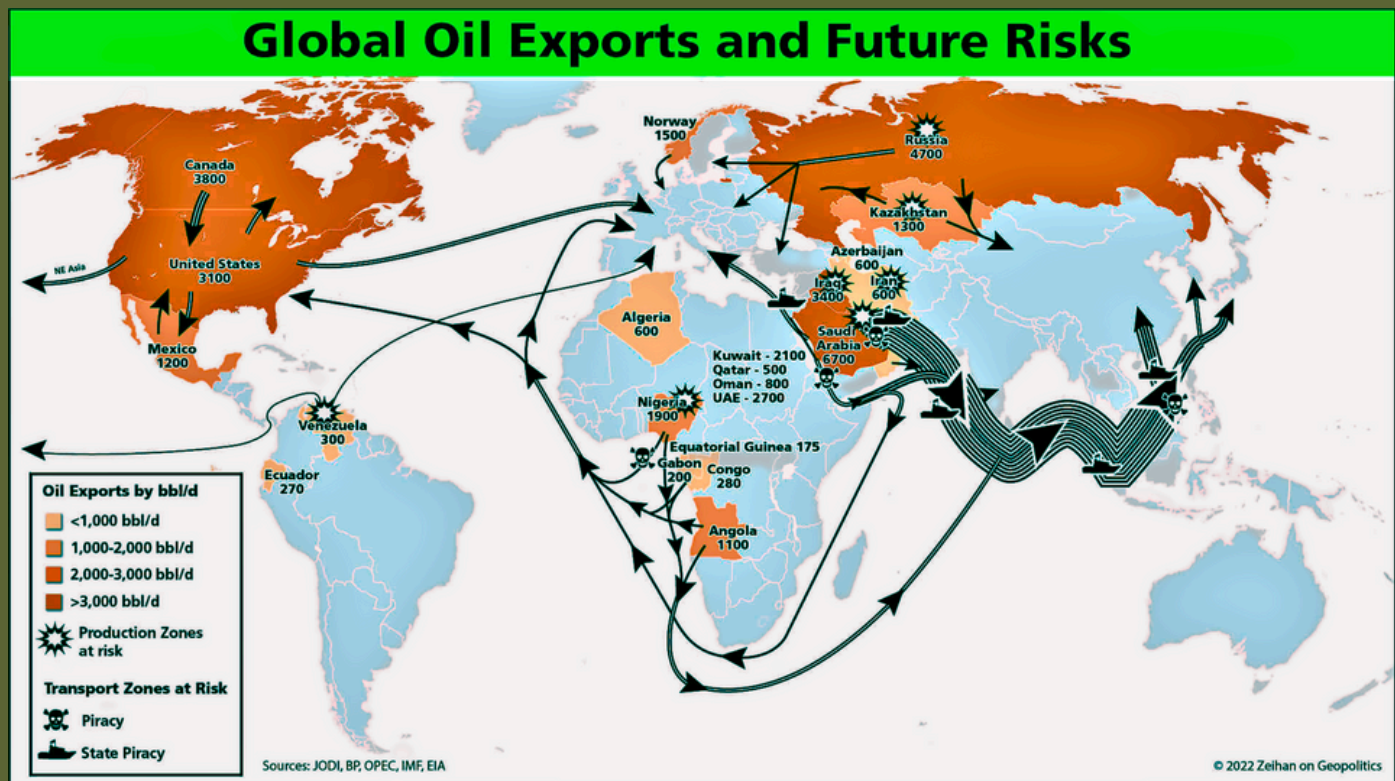 Global Oil Exports and Future Risks
Norway
1500
Russia
4700
Canada
3800
Kazakhstan
1300
NE Asia
United States
3100
Azerbaijan
600
Iraq
3400
Iran
600
Algeria
600
Saudi
Arabia
6700
Mexico
1200
Kuwait - 2100
Qatar - 500
Oman - 800
UAE - 2700
Nigeria
1900
Venezuela
300
Equatorial Guinea 175
Gabon
200
Congo
280
Ecuador
270
Angola
1100
Oil Exports by bbl/d
<1,000 bbl/d
1,000-2,000 bbl/d
2,000-3,000 bbl/d
>3,000 bbl/d
Production Zones
at risk
Transport Zones at Risk
Piracy
State Piracy
Sources: JODI, BP, OPEC, IMF, EIA
© 2022 Zeihan on Geopolitics